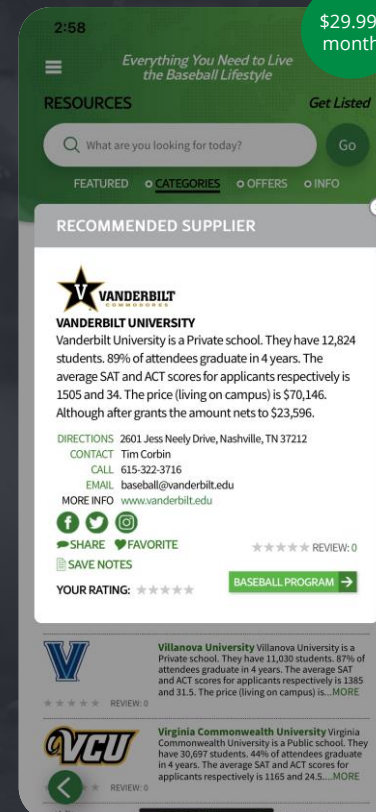 $29.99
month
2:58
Everything You Need to Live
the Baseball Lifestyle
RESOURCES
Get Listed
What are you looking for today?
Go
FEATURED
CATEGORIES
OFFERS
INFO
RECOMMENDED SUPPLIER
V VANDERBILT
COMMODORES
VANDERBILT UNIVERSITY
Vanderbilt University is a Private school. They have 12,824
students. 89% of attendees graduate in 4 years. The
average SAT and ACT scores for applicants respectively is
1505 and 34. The price (living on campus) is $70,146.
Although after grants the amount nets to $23,596.
DIRECTIONS 2601 Jess Neely Drive, Nashville, TN 37212
CONTACT Tim Corbin
CALL 615-322-3716
EMAIL baseball@vanderbilt.edu
MORE INFO www.vanderbilt.edu
SHARE FAVORITE
REVIEW: 0
SAVE NOTES
YOUR RATING:
BASEBALL PROGRAM
V
Villanova University Villanova University is a
Private school. They have 11,030 students. 87% of
attendees graduate in 4 years. The average SAT
and ACT scores for applicants respectively is 1385
and 31.5. The price (living on campus) is...MORE
REVIEW: 0
VCU
Virginia Commonwealth University Virginia
Commonwealth University is a Public school. They
have 30,697 students. 44% of attendees graduate
in 4 years. The average SAT and ACT scores for
applicants respectively is 1165 and 24.5....MORE
REVIEW: 0